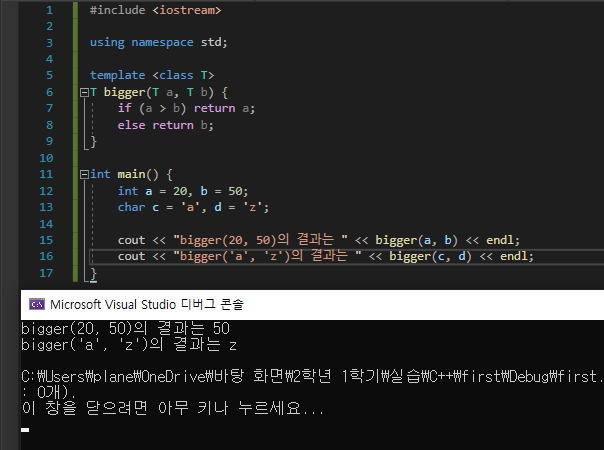 1 #include <iostream>
2
3 using namespace std;
4
5 template <class T>
6 T bigger(T a, T b) {
7 if (a > b) return a;
8 else return b;
9 }
10
11 int main() {
12 int a = 20, b = 50;
13 char c = 'a', d = 'z';
14
15 cout << "bigger(20, 50)의 결과는 " << bigger(a, b) << endl;
16 cout << "bigger('a', 'z')의 결과는 " << bigger(c, d) << endl;
17 }
C:\ Microsoft Visual Studio 디버그 콘솔
bigger(20, 50)의 결과는 50
bigger('a', 'z')의 결과는 z
C:₩Users₩plane₩OneDrive₩바탕 화면₩2학년 1학기₩실습₩C++₩first₩Debug₩first.
: 0개).
이 창을 닫으려면 아무 키나 누르세요...